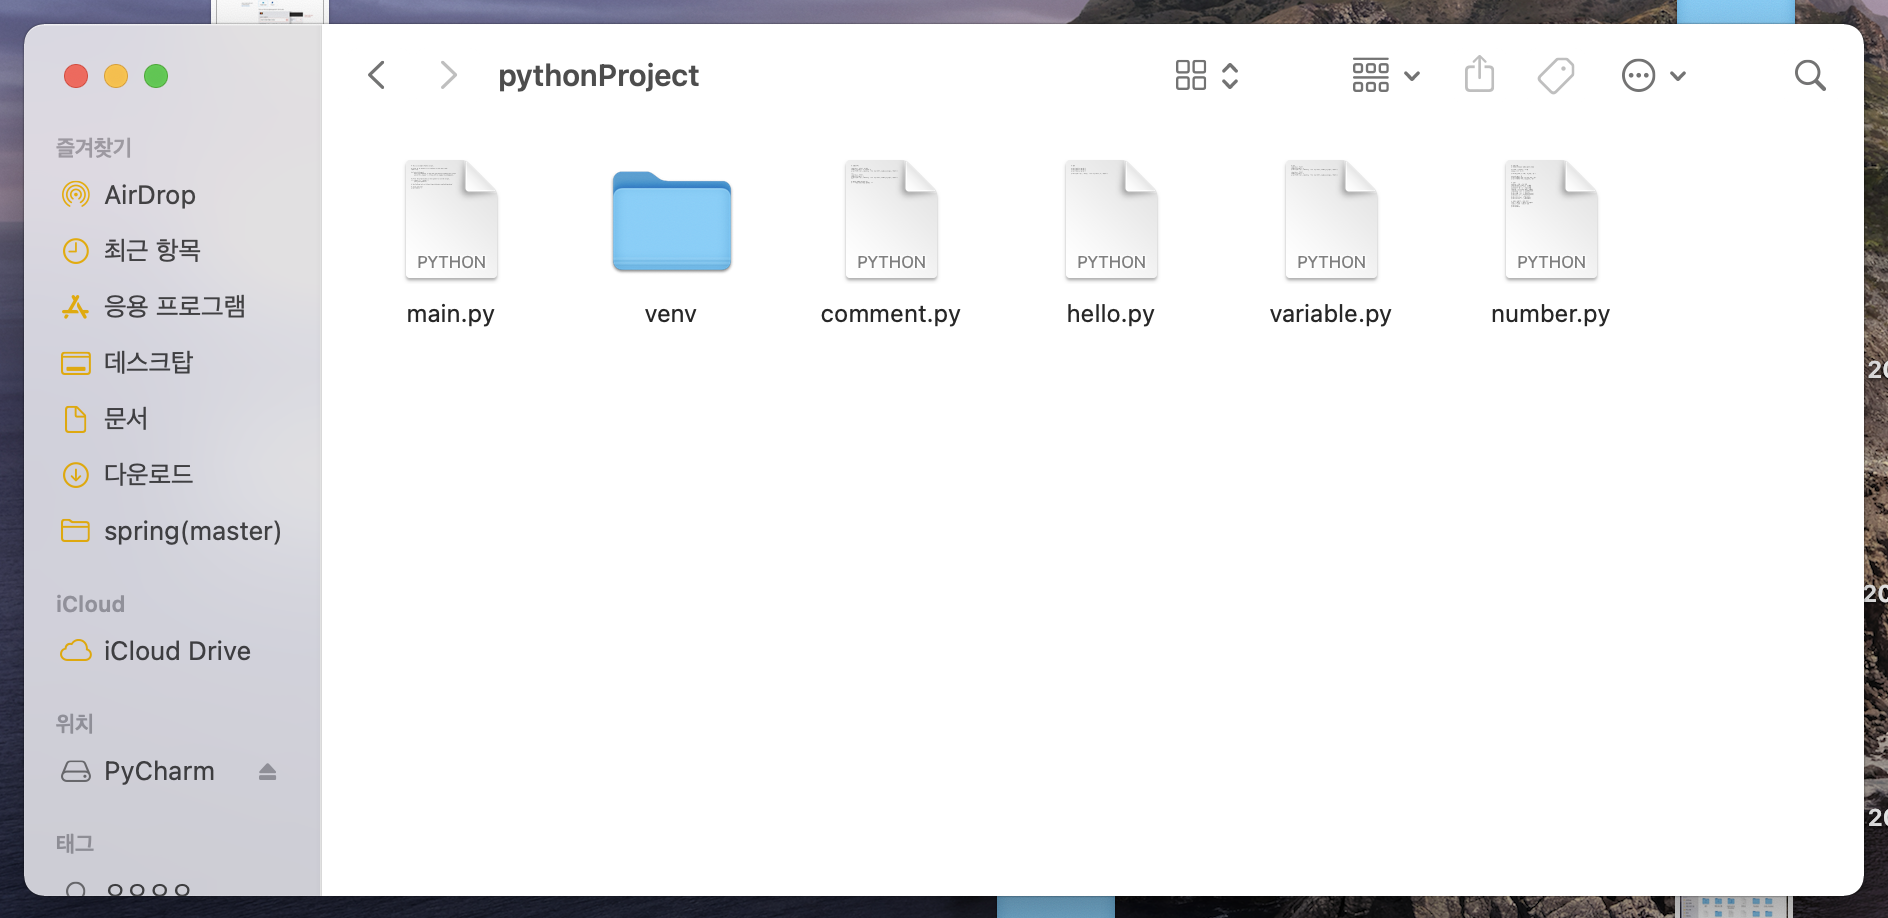 pythonProject
즐겨찾기
AirDrop
최근 항목
응용 프로그램
데스크탑
문서
다운로드
spring(master)
iCloud
iCloud Drive
위치
PyCharm
태그
PYTHON PYTHON PYTHON PYTHON PYTHON
main.py venv comment.py hello.py variable.py number.py
20
20
20